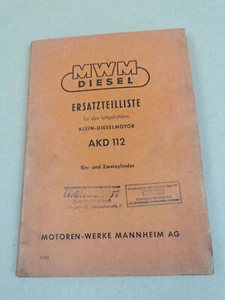 MWM
DIESEL
ERSATZTEILLISTE
für den luftgekühlten
KLEIN-DIESELMOTOR
AKD 112
Ein- und Zweizylinder
MOTOREN-WERKE MANNHEIM AG